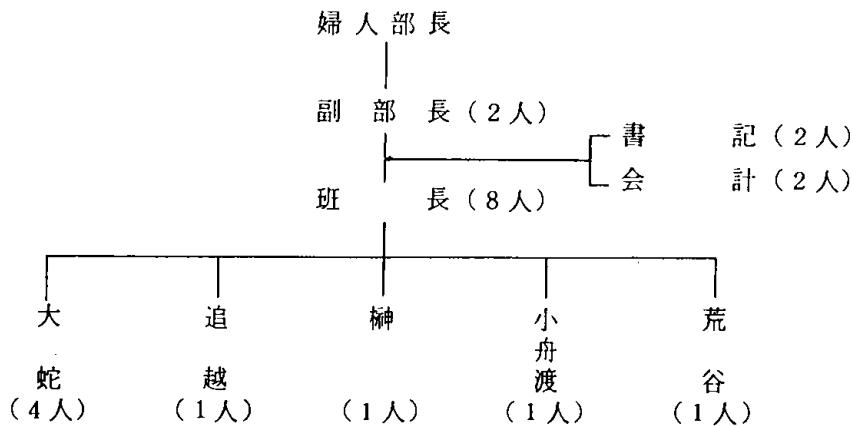 婦人部長
副部長(2人)
書記(2人)
会計(2人)
班長(8人)
大蛇 追越 榊 小舟渡 荒谷
(4人) (1人) (1人) (1人) (1人)